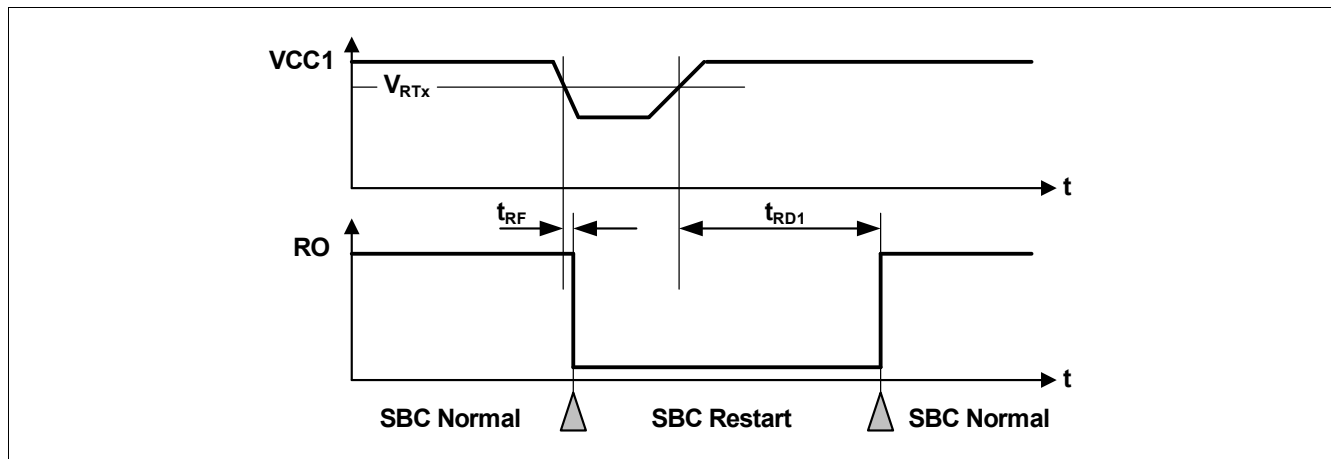 VCC1
VRTx
t
tRF
tRD1
RO
t
SBC Normal SBC Restart SBC Normal